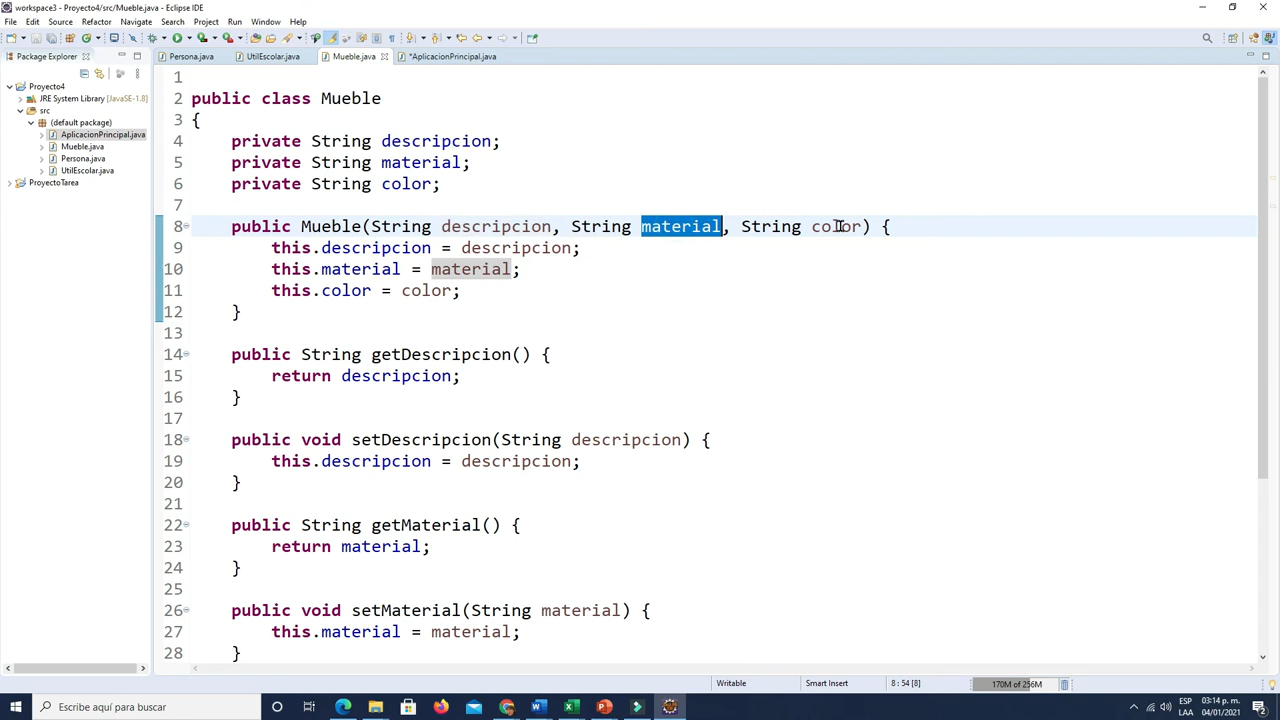 workspace3 - Proyecto4/src/Mueble.java - Eclipse IDE
File Edit Source Refactor Navigate Search Project Run Window Help
Package Explorer
Persona.java UtilEscolar.java Mueble.java *AplicacionPrincipal.java
Proyecto4
JRE System Library [JavaSE-1.8]
src
(default package)
AplicacionPrincipal.java
Mueble.java
Persona.java
UtilEscolar.java
ProyectoTarea
1
2 public class Mueble
3 {
4 private String descripcion;
5 private String material;
6 private String color;
7
8 public Mueble(String descripcion, String material, String color) {
9 this.descripcion = descripcion;
10 this.material = material;
11 this.color = color;
12 }
13
14 public String getDescripcion() {
15 return descripcion;
16 }
17
18 public void setDescripcion(String descripcion) {
19 this.descripcion = descripcion;
20 }
21
22 public String getMaterial() {
23 return material;
24 }
25
26 public void setMaterial(String material) {
27 this.material = material;
28 }
Writable Smart Insert 8 : 54 [8] 170M of 256M
Escribe aquí para buscar
ESP 03:14 p. m.
LAA 04/01/2021
2